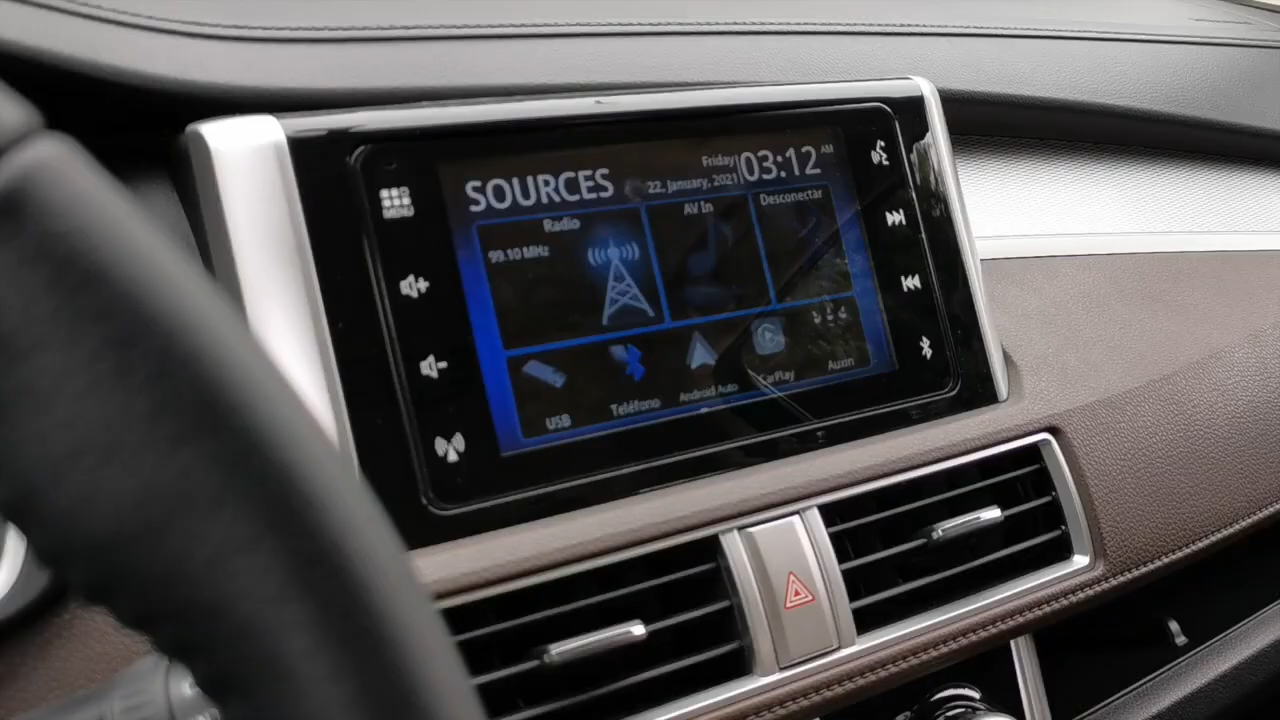 MENU
SOURCES
Friday
22. January, 2021
03:12 AM
Radio
99.10 MHz
AV In
Desconectar
USB
Teléfono
Android Auto
CarPlay
Auxin